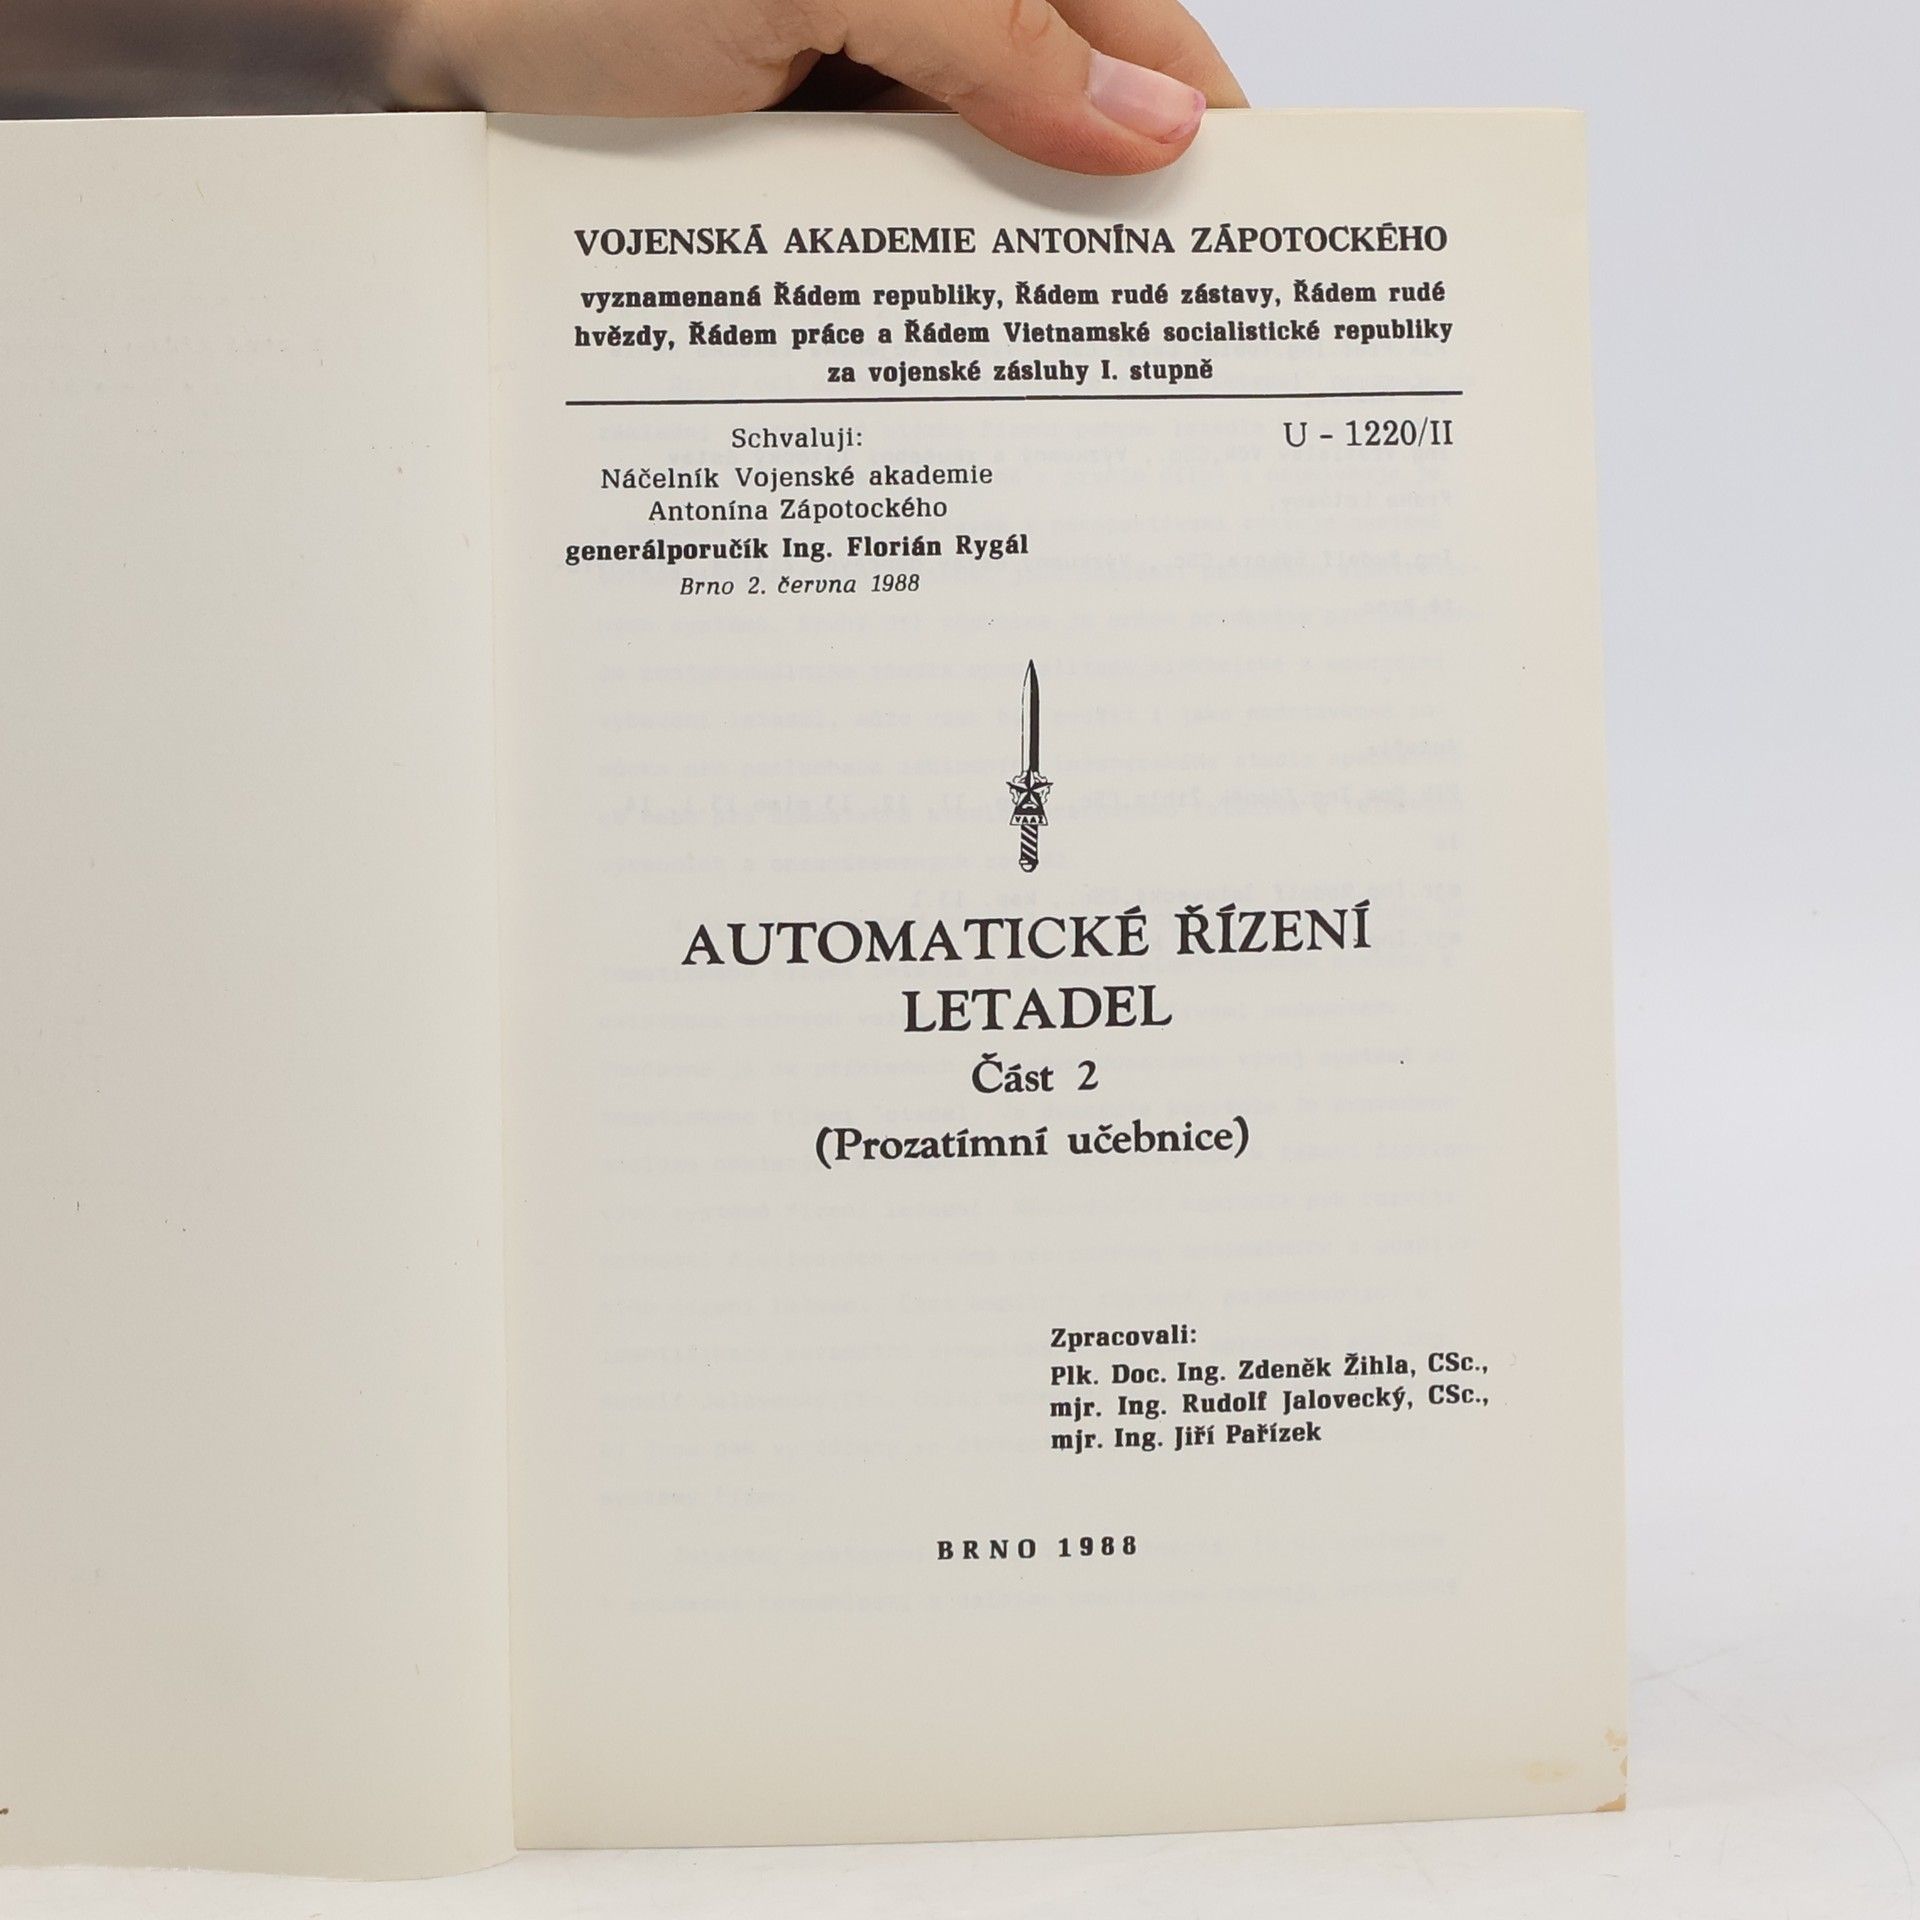 VOJENSKÁ AKADEMIE ANTONÍNA ZÁPOTOCKÉHO
vyznamenaná Řádem republiky, Řádem rudé zástavy, Řádem rudé
hvězdy, Řádem práce a Řádem Vietnamské socialistické republiky
za vojenské zásluhy I. stupně
Schvaluji:
U - 1220/II
Náčelník Vojenské akademie
Antonína Zápotockého
generálporučík Ing. Florián Rygál
Brno 2. června 1988
VAAZ
AUTOMATICKÉ ŘÍZENÍ
LETADEL
Část 2
(Prozatímní učebnice)
Zpracovali:
Plk. Doc. Ing. Zdeněk Žihla, CSc.,
mjr. Ing. Rudolf Jalovecký, CSc.,
mjr. Ing. Jiří Pařízek
BRNO 1988